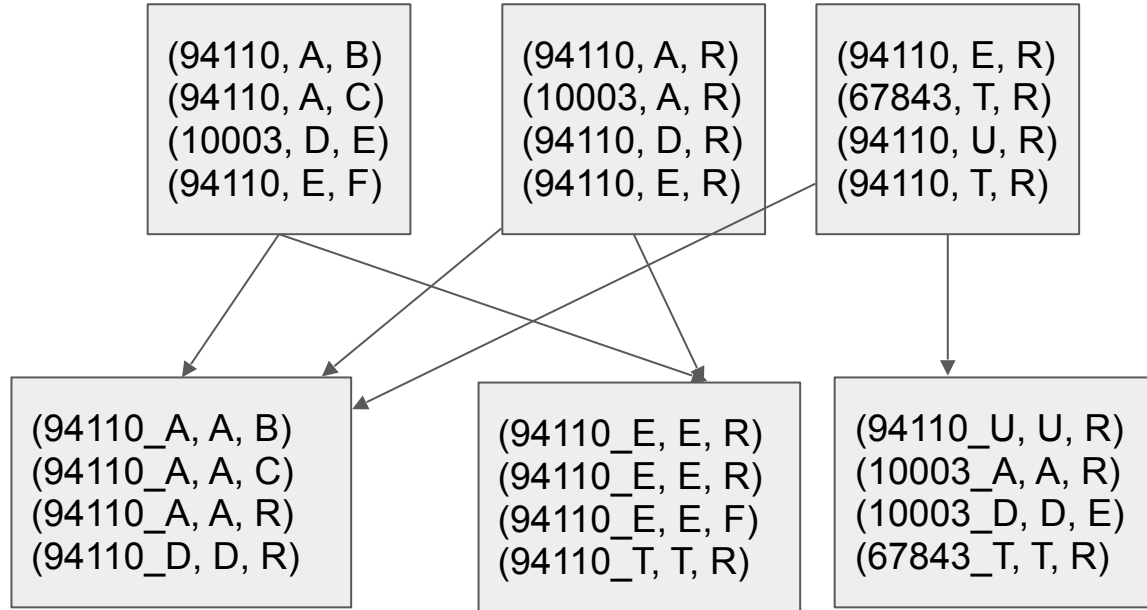 (94110, A, B)
(94110, A, C)
(10003, D, E)
(94110, E, F)
(94110, A, R)
(10003, A, R)
(94110, D, R)
(94110, E, R)
(94110, E, R)
(67843, T, R)
(94110, U, R)
(94110, T, R)
(94110_A, A, B)
(94110_A, A, C)
(94110_A, A, R)
(94110_D, D, R)
(94110_E, E, R)
(94110_E, E, R)
(94110_E, E, F)
(94110_T, T, R)
(94110_U, U, R)
(10003_A, A, R)
(10003_D, D, E)
(67843_T, T, R)